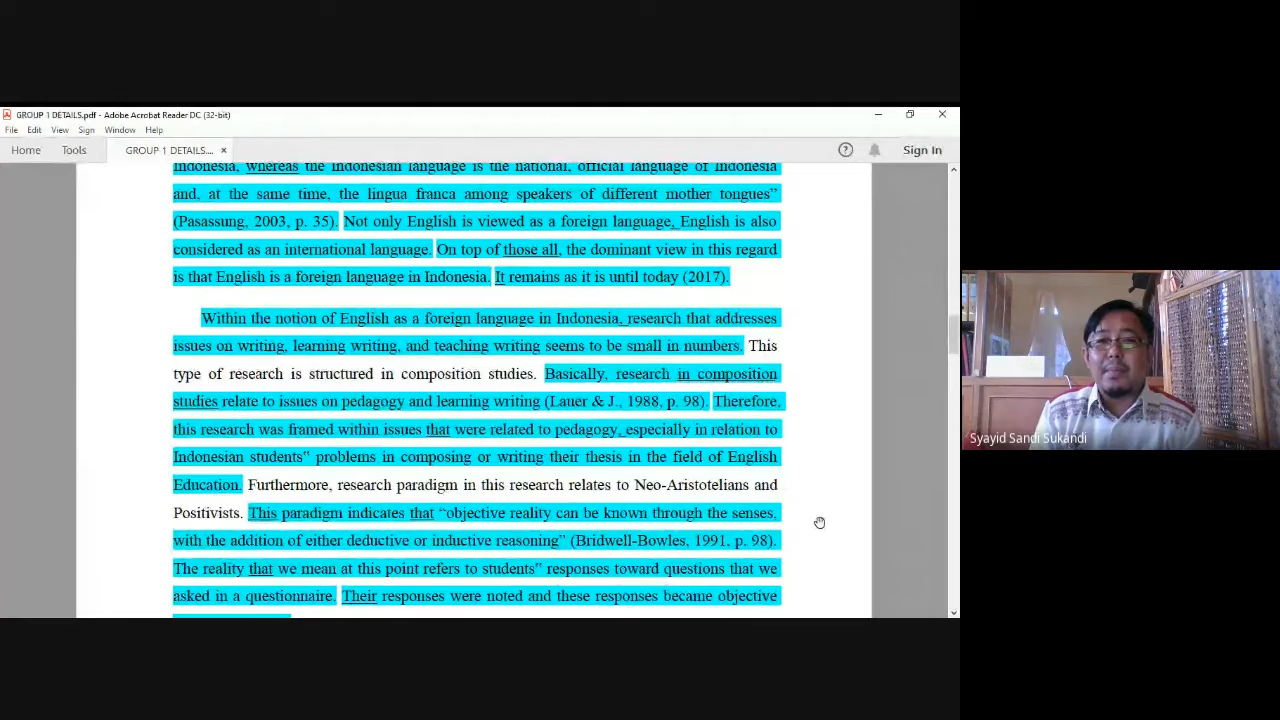 GROUP 1 DETAILS.pdf - Adobe Acrobat Reader DC (32-bit)
File Edit View Sign Window Help
Home Tools GROUP 1 DETAILS.... × Sign In
Indonesia, whereas the Indonesian language is the national, official language of Indonesia
and, at the same time, the lingua franca among speakers of different mother tongues”
(Pasassung, 2003, p. 35). Not only English is viewed as a foreign language, English is also
considered as an international language. On top of those all, the dominant view in this regard
is that English is a foreign language in Indonesia. It remains as it is until today (2017).
Within the notion of English as a foreign language in Indonesia, research that addresses
issues on writing, learning writing, and teaching writing seems to be small in numbers. This
type of research is structured in composition studies. Basically, research in composition
studies relate to issues on pedagogy and learning writing (Lauer & J., 1988, p. 98). Therefore,
this research was framed within issues that were related to pedagogy, especially in relation to
Indonesian students‟ problems in composing or writing their thesis in the field of English
Education. Furthermore, research paradigm in this research relates to Neo-Aristotelians and
Positivists. This paradigm indicates that “objective reality can be known through the senses,
with the addition of either deductive or inductive reasoning” (Bridwell-Bowles, 1991, p. 98).
The reality that we mean at this point refers to students‟ responses toward questions that we
asked in a questionnaire. Their responses were noted and these responses became objective
Syayid Sandi Sukandi